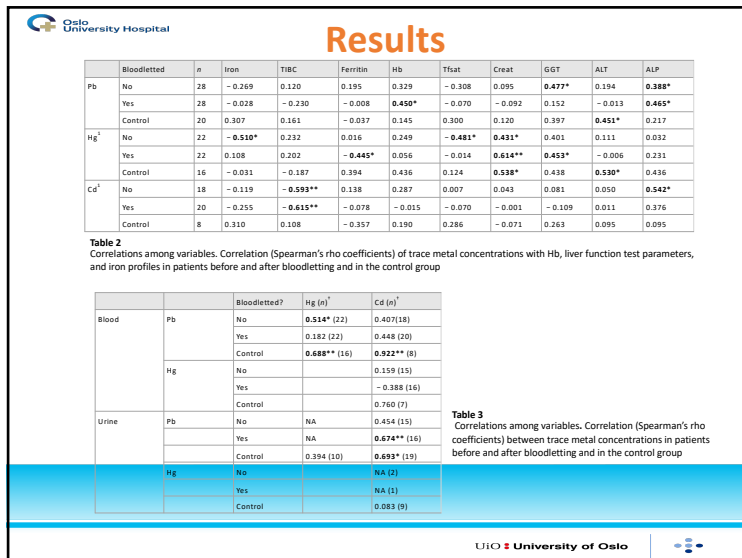 Oslo
University Hospital
Results
Bloodletted n Iron TIBC Ferritin Hb Tfsat Creat GGT ALT ALP
Pb No 28 − 0.269 0.120 0.195 0.329 − 0.308 0.095 0.477* 0.194 0.388*
Yes 28 − 0.028 − 0.230 − 0.008 0.450* − 0.070 − 0.092 0.152 − 0.013 0.465*
Control 20 0.307 0.161 − 0.037 0.145 0.300 0.120 0.397 0.451* 0.217
Hg¹ No 22 − 0.510* 0.232 0.016 0.249 − 0.481* 0.431* 0.401 0.111 0.032
Yes 22 0.108 0.202 − 0.445* 0.056 − 0.014 0.614** 0.453* − 0.006 0.231
Control 16 − 0.031 − 0.187 0.394 0.436 0.124 0.538* 0.438 0.530* 0.436
Cd¹ No 18 − 0.119 − 0.593** 0.138 0.287 0.007 0.043 0.081 0.050 0.542*
Yes 20 − 0.255 − 0.615** − 0.078 − 0.015 − 0.070 − 0.001 − 0.109 0.011 0.376
Control 8 0.310 0.108 − 0.357 0.190 0.286 − 0.071 0.263 0.095 0.095
Table 2
Correlations among variables. Correlation (Spearman's rho coefficients) of trace metal concentrations with Hb, liver function test parameters,
and iron profiles in patients before and after bloodletting and in the control group
Bloodletted? Hg (n)† Cd (n)†
Blood Pb No 0.514* (22) 0.407(18)
Yes 0.182 (22) 0.448 (20)
Control 0.688** (16) 0.922** (8)
Hg No 0.159 (15)
Yes − 0.388 (16)
Control 0.760 (7)
Urine Pb No NA 0.454 (15)
Yes NA 0.674** (16)
Control 0.394 (10) 0.693* (19)
Hg No NA (2)
Yes NA (1)
Control 0.083 (9)
Table 3
Correlations among variables. Correlation (Spearman's rho
coefficients) between trace metal concentrations in patients
before and after bloodletting and in the control group
UiO University of Oslo